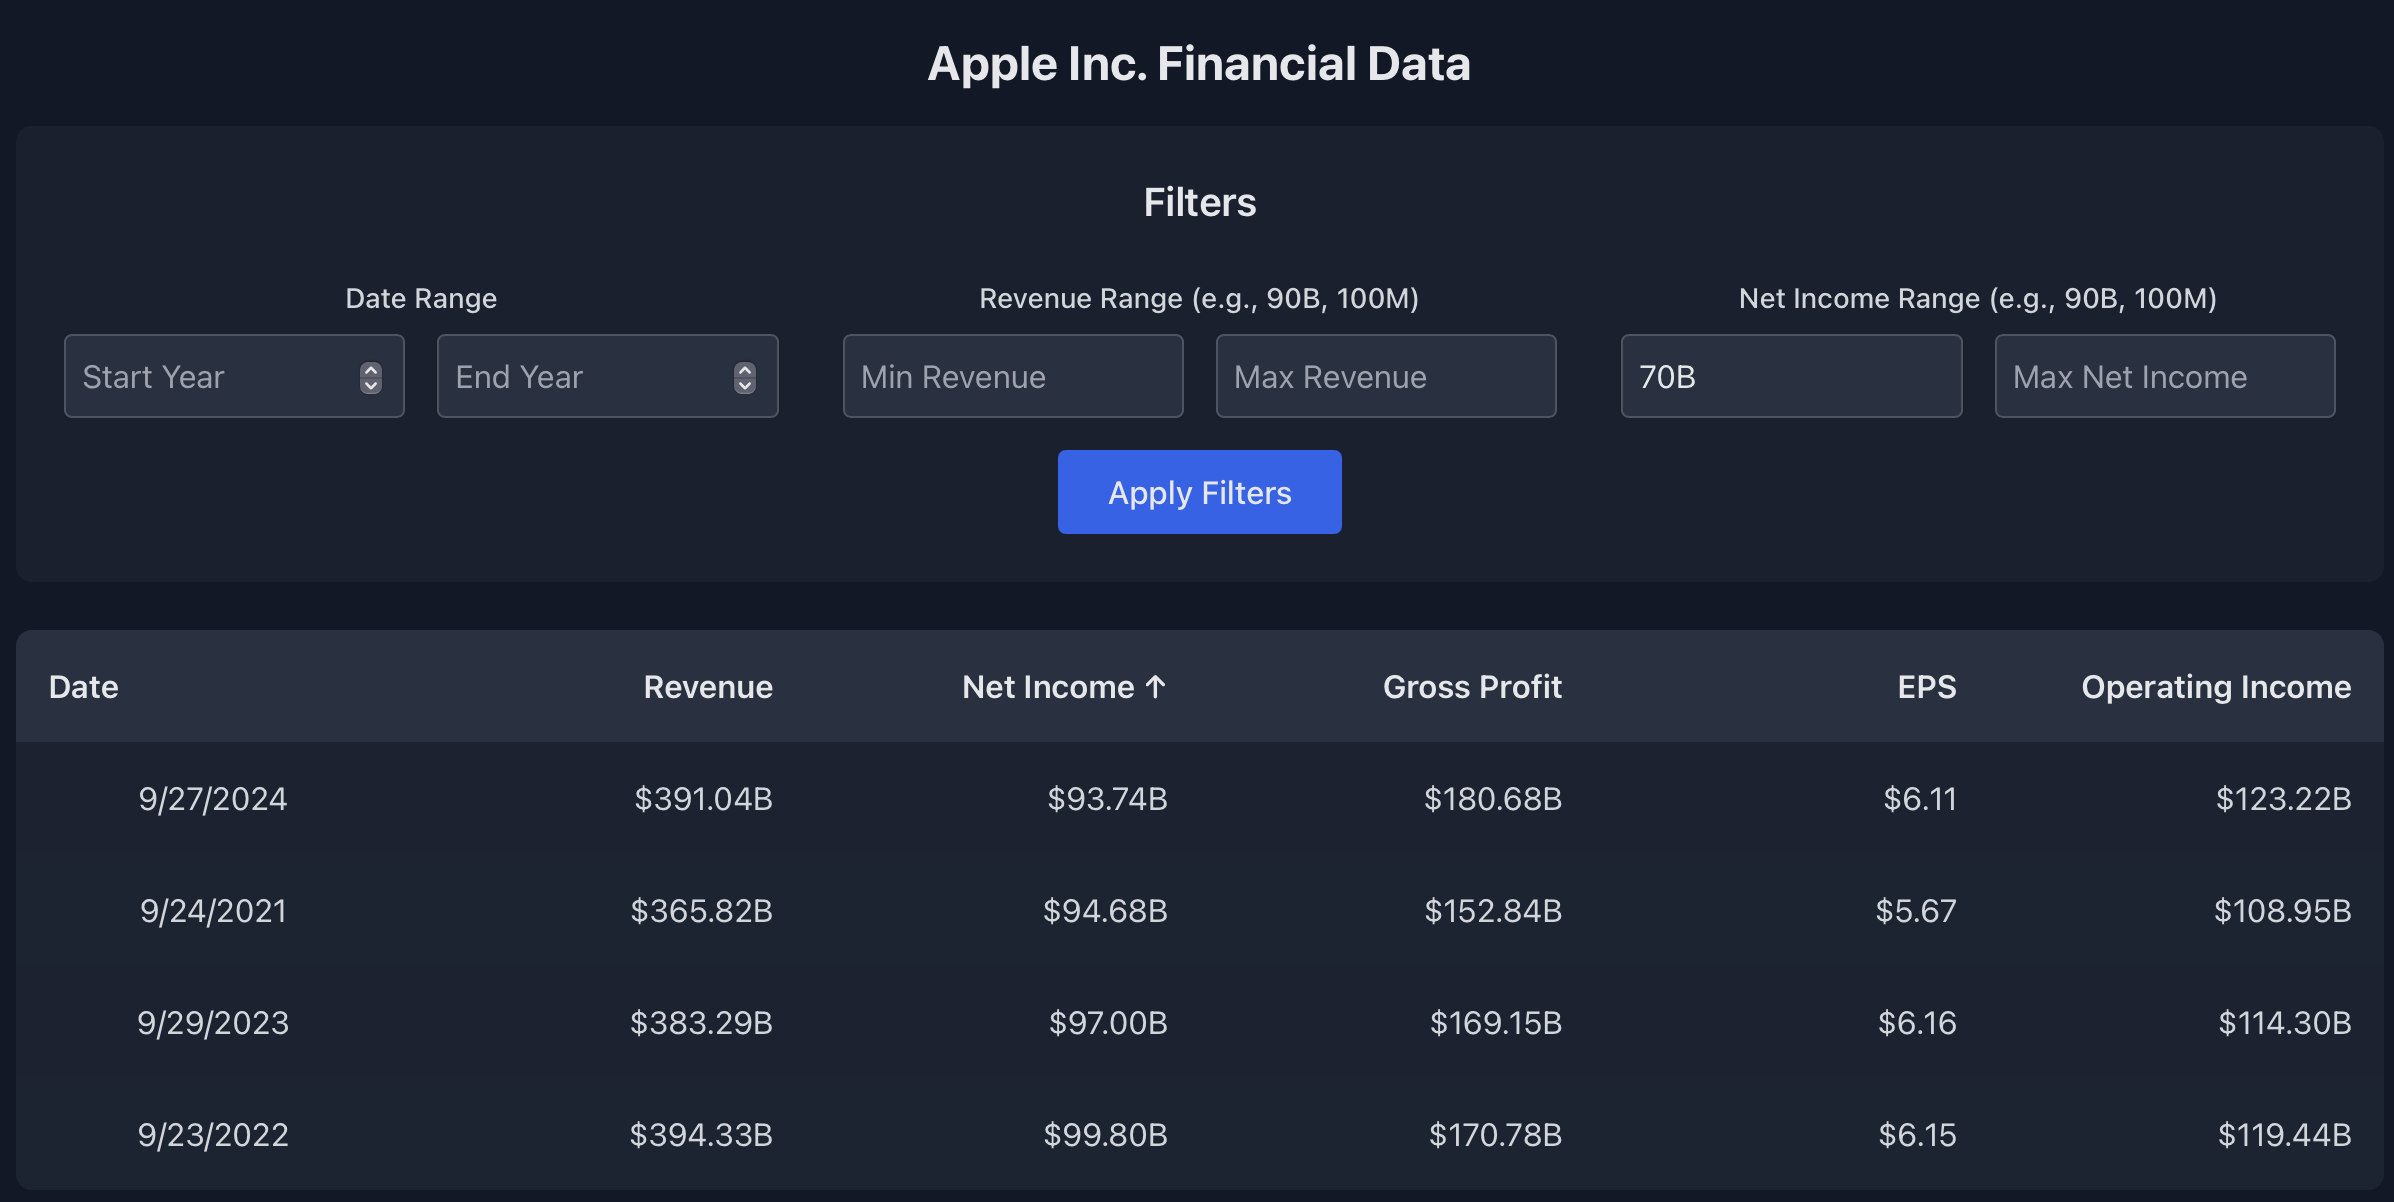 Apple Inc. Financial Data
Filters
Date Range
Revenue Range (e.g., 90B, 100M)
Net Income Range (e.g., 90B, 100M)
Start Year
End Year
Min Revenue
Max Revenue
70B
Max Net Income
Apply Filters
Date Revenue Net Income ↑ Gross Profit EPS Operating Income
9/27/2024 $391.04B $93.74B $180.68B $6.11 $123.22B
9/24/2021 $365.82B $94.68B $152.84B $5.67 $108.95B
9/29/2023 $383.29B $97.00B $169.15B $6.16 $114.30B
9/23/2022 $394.33B $99.80B $170.78B $6.15 $119.44B